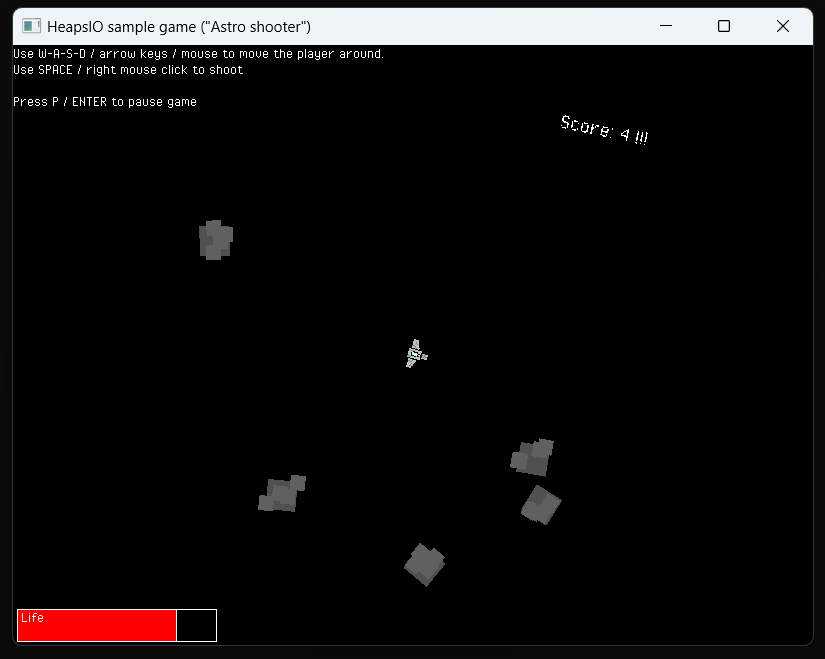 HeapsIO sample game ("Astro shooter")
Use W-A-S-D / arrow keys / mouse to move the player around.
Use SPACE / right mouse click to shoot
Press P / ENTER to pause game
Score: 4 !!!
Life